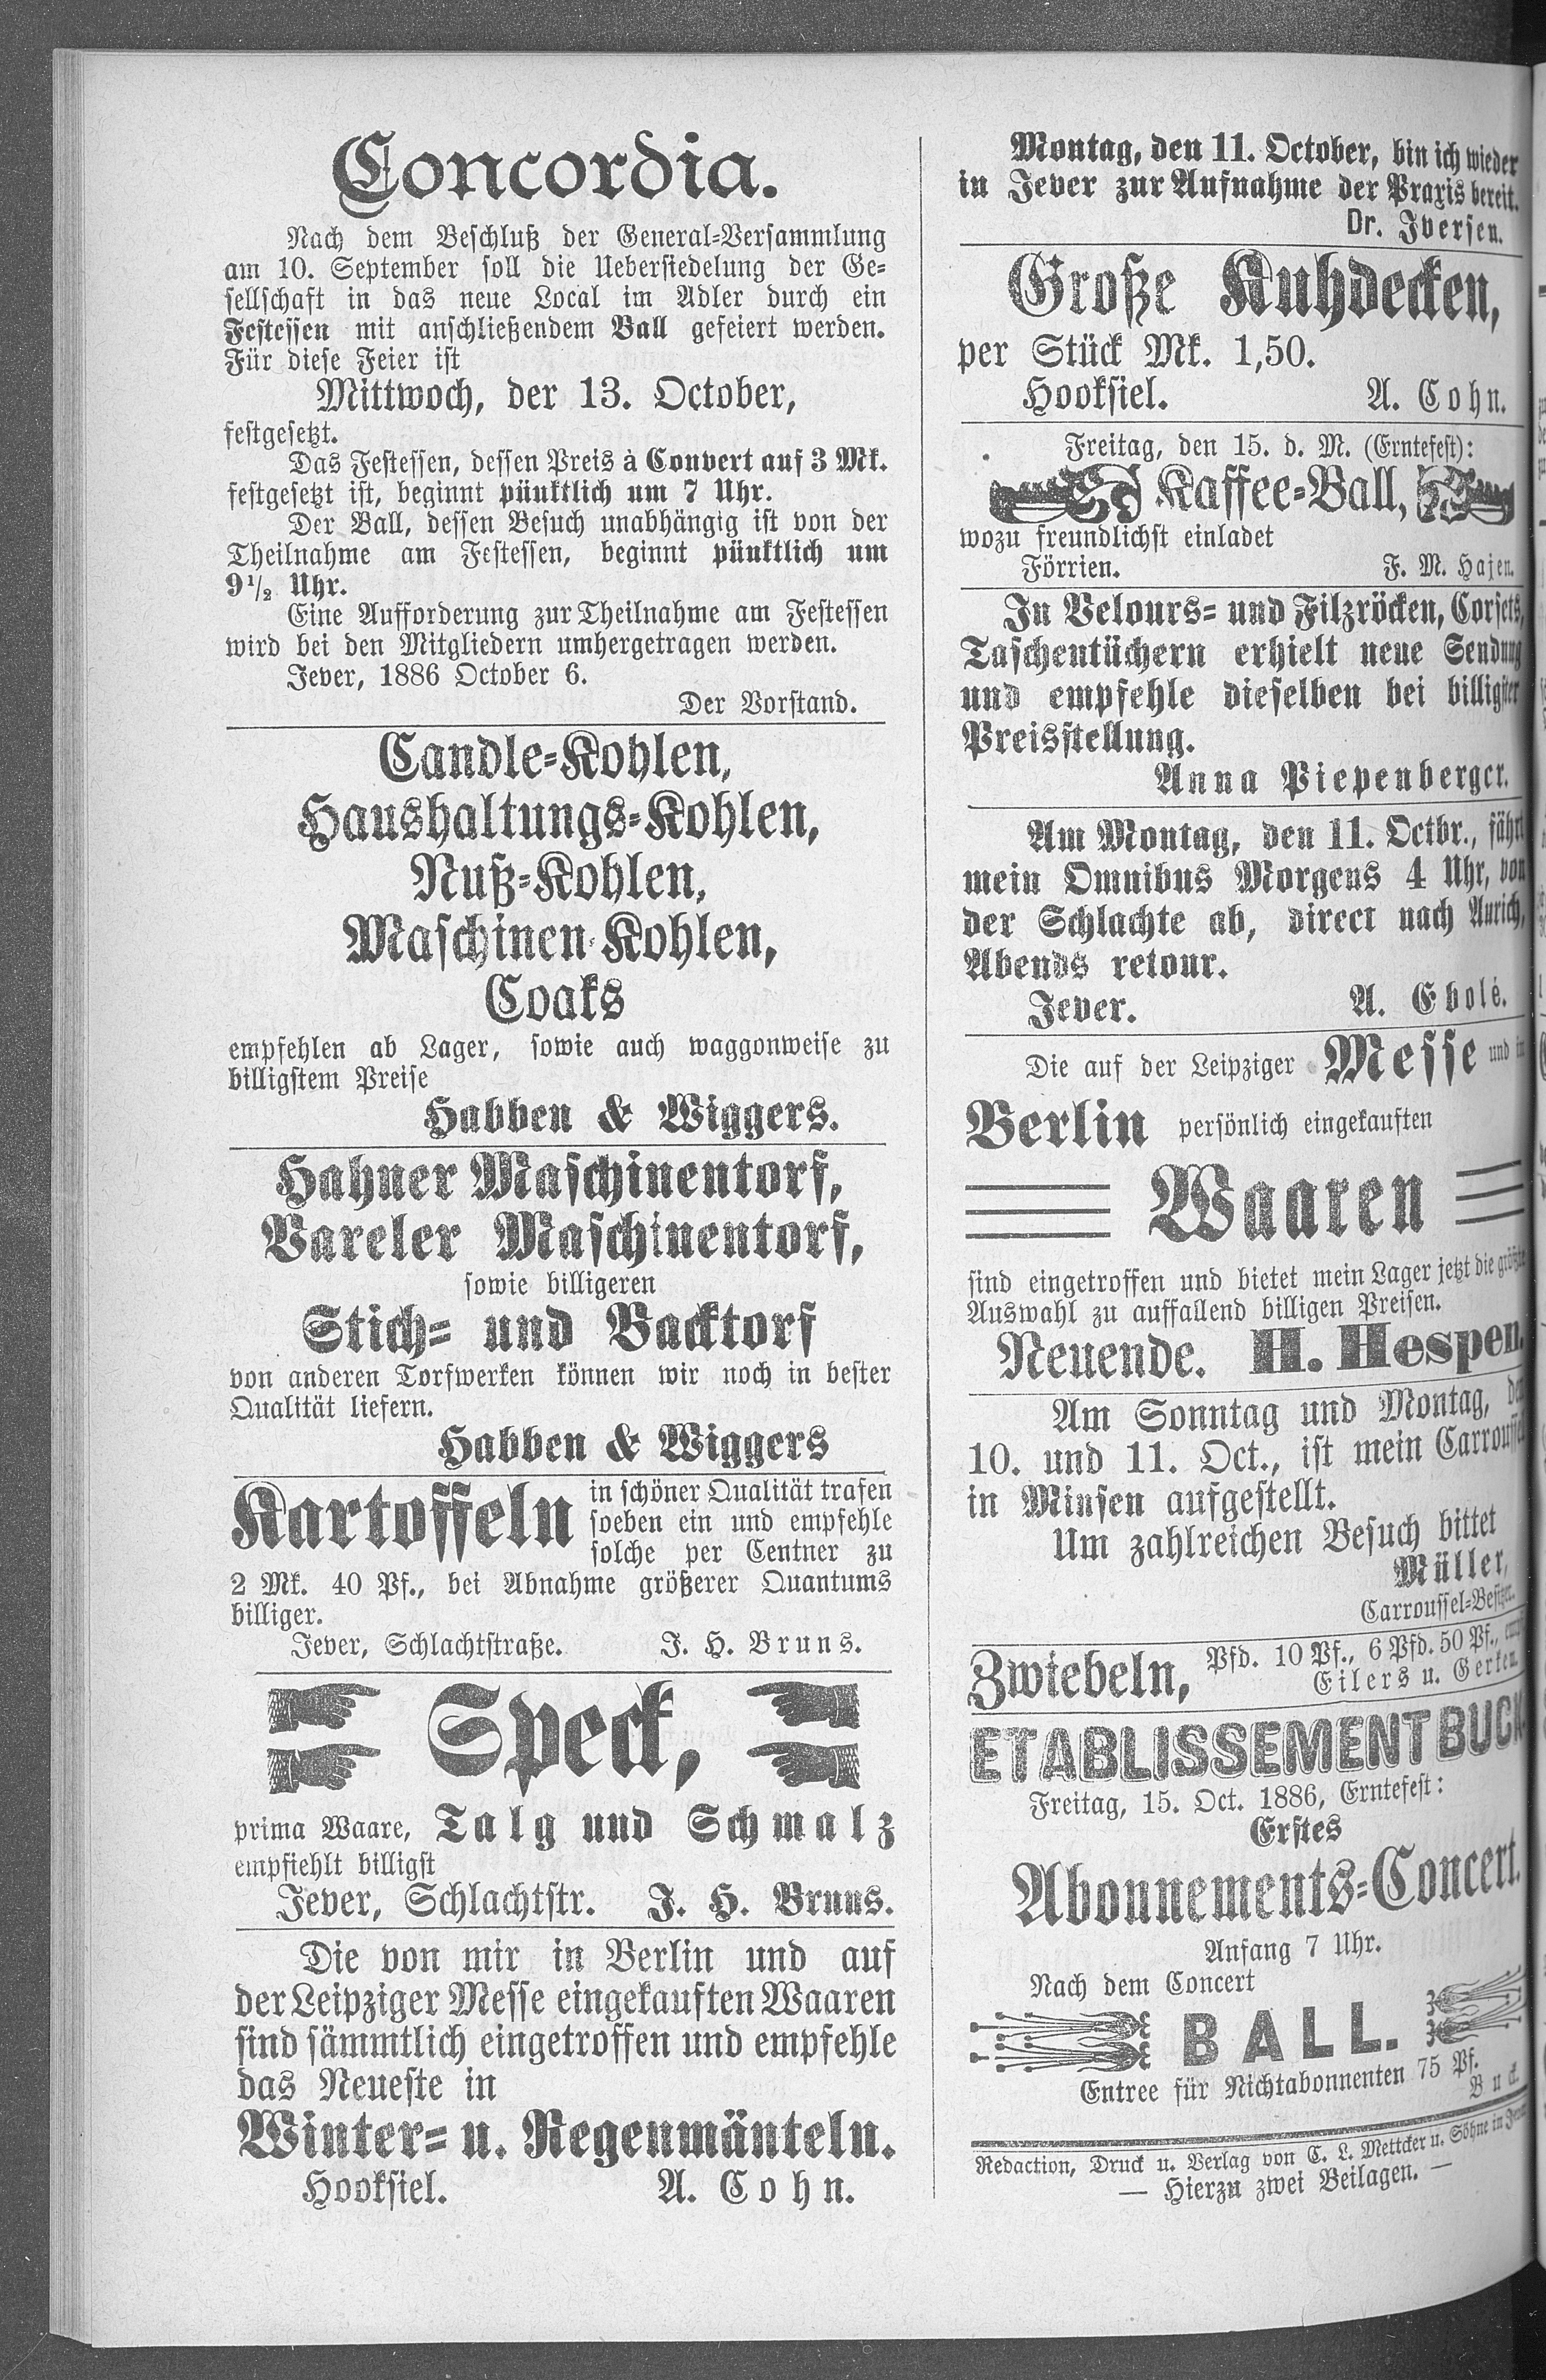 Concordia.
Nach dem Beschluß der General-Versammlung
am 10. September soll die Uebersiedelung der Ge-
sellschaft in das neue Local im Adler durch ein
Festessen mit anschließendem Ball gefeiert werden.
Für diese Feier ist
Mittwoch, der 13. October,
festgesetzt.
Das Festessen, dessen Preis à Couvert auf 3 Mk.
festgesetzt ist, beginnt pünktlich um 7 Uhr.
Der Ball, dessen Besuch unabhängig ist von der
Theilnahme am Festessen, beginnt pünktlich um
9½ Uhr.
Eine Aufforderung zur Theilnahme am Festessen
wird bei den Mitgliedern umhergetragen werden.
Jever, 1886 October 6.
Der Vorstand.
Candle-Kohlen,
Haushaltungs-Kohlen,
Nuß-Kohlen,
Maschinen-Kohlen,
Coaks
empfehlen ab Lager, sowie auch waggonweise zu
billigstem Preise
Habben & Wiggers.
Hahner Maschinentorf,
Vareler Maschinentorf,
sowie billigeren
Stich- und Backtorf
von anderen Torfwerken können wir noch in bester
Qualität liefern.
Habben & Wiggers
Kartoffeln in schöner Qualität trafen
soeben ein und empfehle
solche per Centner zu
2 Mk. 40 Pf., bei Abnahme größerer Quantums
billiger.
Jever, Schlachtstraße. J. H. Bruns.
Speck,
prima Waare, Talg und Schmalz
empfiehlt billigst
Jever, Schlachtstr. J. H. Bruns.
Die von mir in Berlin und auf
der Leipziger Messe eingekauften Waaren
sind sämmtlich eingetroffen und empfehle
das Neueste in
Winter- u. Regenmänteln.
Hooksiel. A. Cohn.
Montag, den 11. October, bin ich wieder
in Jever zur Aufnahme der Praxis bereit.
Dr. Iversen.
Große Kuhdecken,
per Stück Mk. 1,50.
Hooksiel. A. Cohn.
Freitag, den 15. d. M. (Erntefest):
Kaffee-Ball,
wozu freundlichst einladet
Förrien. F. M. Hajen.
In Velours- und Filzröcken, Corsets,
Taschentüchern erhielt neue Sendung
und empfehle dieselben bei billigster
Preisstellung.
Anna Piepenberger.
Am Montag, den 11. Octbr., fährt
mein Omnibus Morgens 4 Uhr, von
der Schlachte ab, direct nach Aurich,
Abends retour.
Jever. A. Ebolé.
Die auf der Leipziger Messe und in
Berlin persönlich eingekauften
Waaren
sind eingetroffen und bietet mein Lager jetzt die größte
Auswahl zu auffallend billigen Preisen.
Neuende. H. Hespen.
Am Sonntag und Montag, den
10. und 11. Oct., ist mein Carroussel
in Minsen aufgestellt.
Um zahlreichen Besuch bittet
Müller,
Carroussel-Besitzer.
Zwiebeln, Pfd. 10 Pf., 6 Pfd. 50 Pf.,
Eilers u. Gerken.
ETABLISSEMENT BUCK
Freitag, 15. Oct. 1886, Erntefest:
Erstes
Abonnements-Concert.
Anfang 7 Uhr.
Nach dem Concert
BALL.
Entree für Nichtabonnenten 75 Pf.
Buck.
Redaction, Druck u. Verlag von C. L. Mettcker u. Söhne in Jever
— Hierzu zwei Beilagen. —